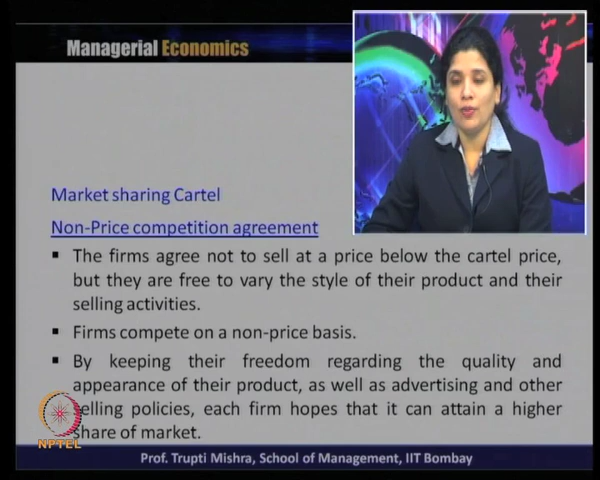 Managerial Economics
Market sharing Cartel
Non-Price competition agreement
▪ The firms agree not to sell at a price below the cartel price,
but they are free to vary the style of their product and their
selling activities.
▪ Firms compete on a non-price basis.
▪ By keeping their freedom regarding the quality and
appearance of their product, as well as advertising and other
selling policies, each firm hopes that it can attain a higher
share of market.
NPTEL
Prof. Trupti Mishra, School of Management, IIT Bombay